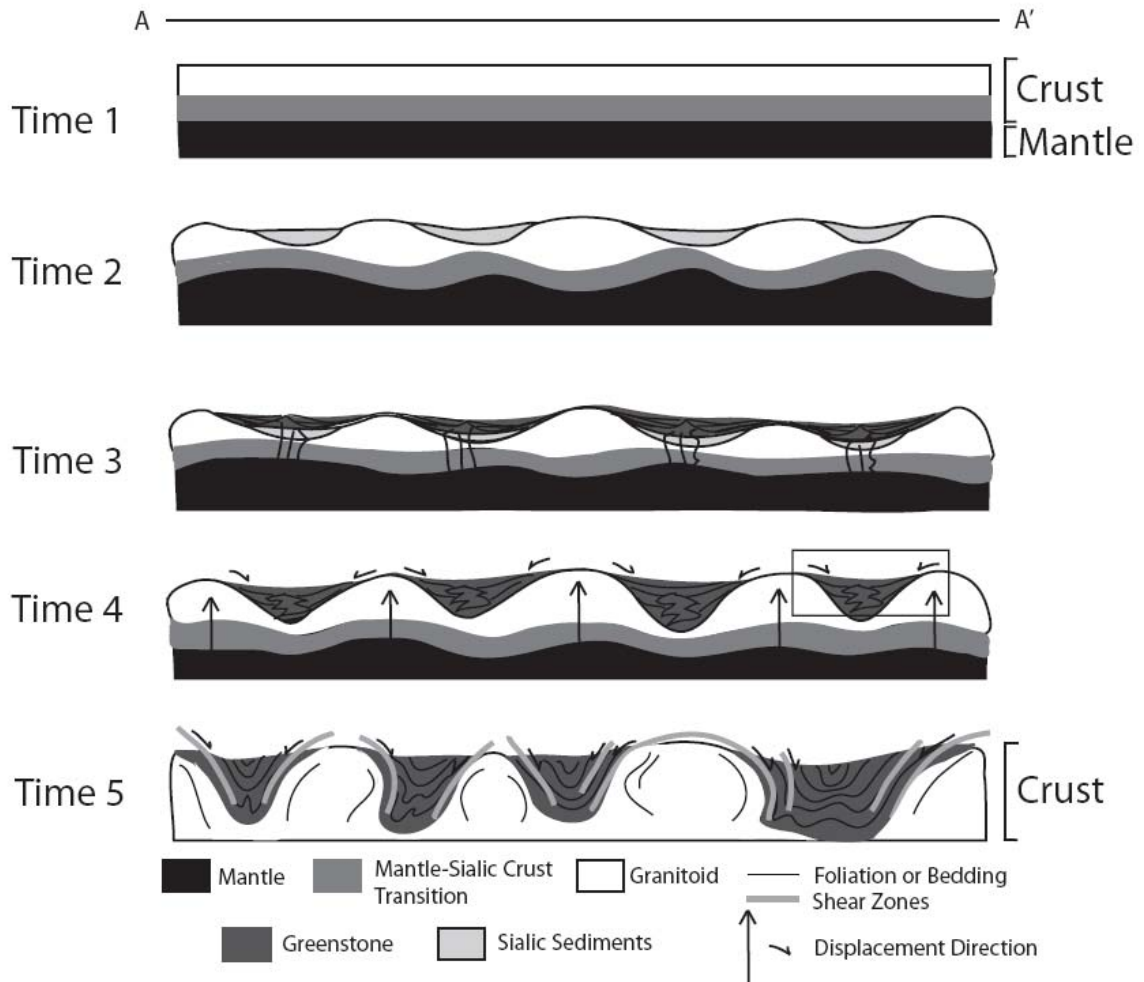 A A'
Time 1
Crust
Mantle
Time 2
Time 3
Time 4
Time 5
Crust
Mantle
Mantle-Sialic Crust
Transition
Granitoid
Foliation or Bedding
Shear Zones
Greenstone
Sialic Sediments
Displacement Direction